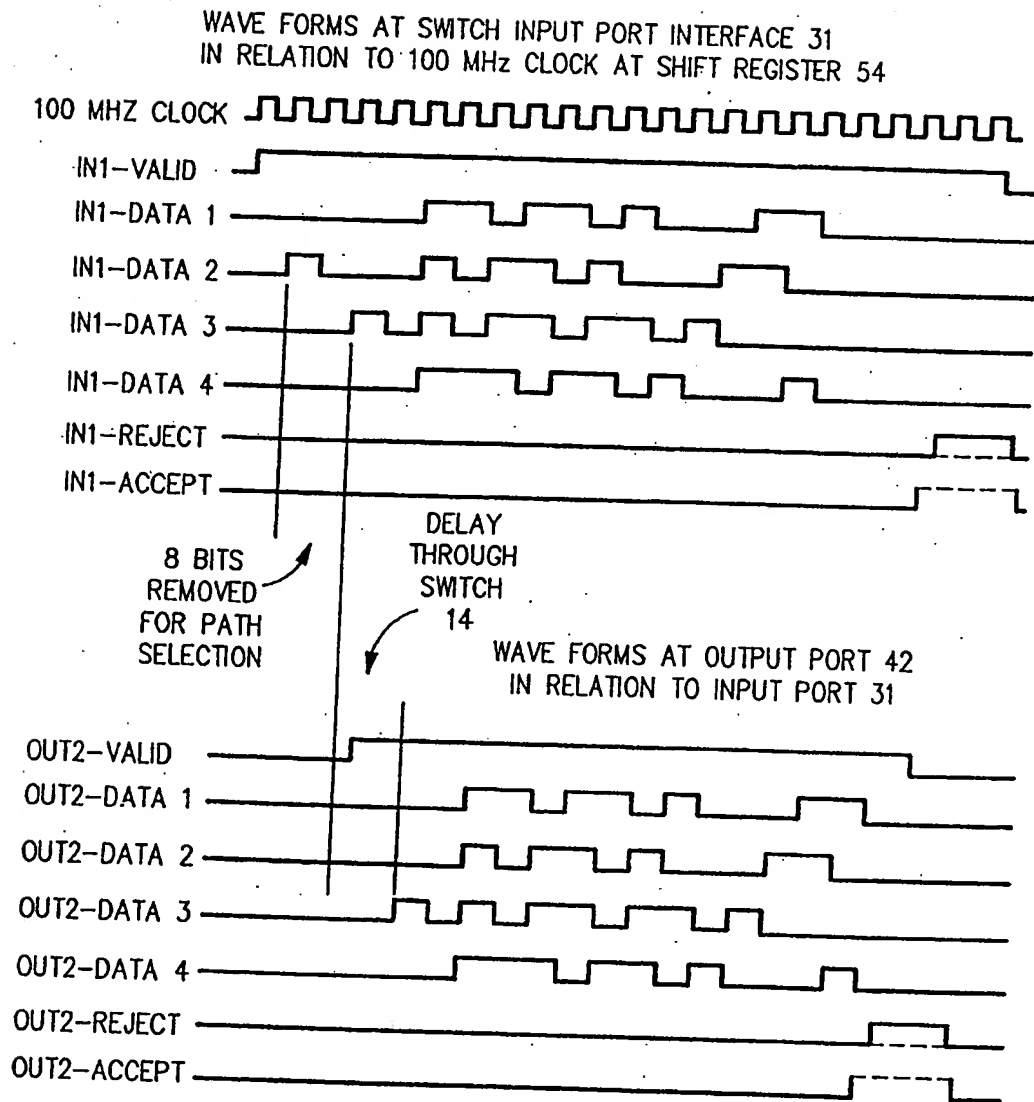 WAVE FORMS AT SWITCH INPUT PORT INTERFACE 31
IN RELATION TO 100 MHz CLOCK AT SHIFT REGISTER 54
100 MHZ CLOCK
IN1-VALID
IN1-DATA 1
IN1-DATA 2
IN1-DATA 3
IN1-DATA 4
IN1-REJECT
IN1-ACCEPT
8 BITS
REMOVED
FOR PATH
SELECTION
DELAY
THROUGH
SWITCH
14
WAVE FORMS AT OUTPUT PORT 42
IN RELATION TO INPUT PORT 31
OUT2-VALID
OUT2-DATA 1
OUT2-DATA 2
OUT2-DATA 3
OUT2-DATA 4
OUT2-REJECT
OUT2-ACCEPT